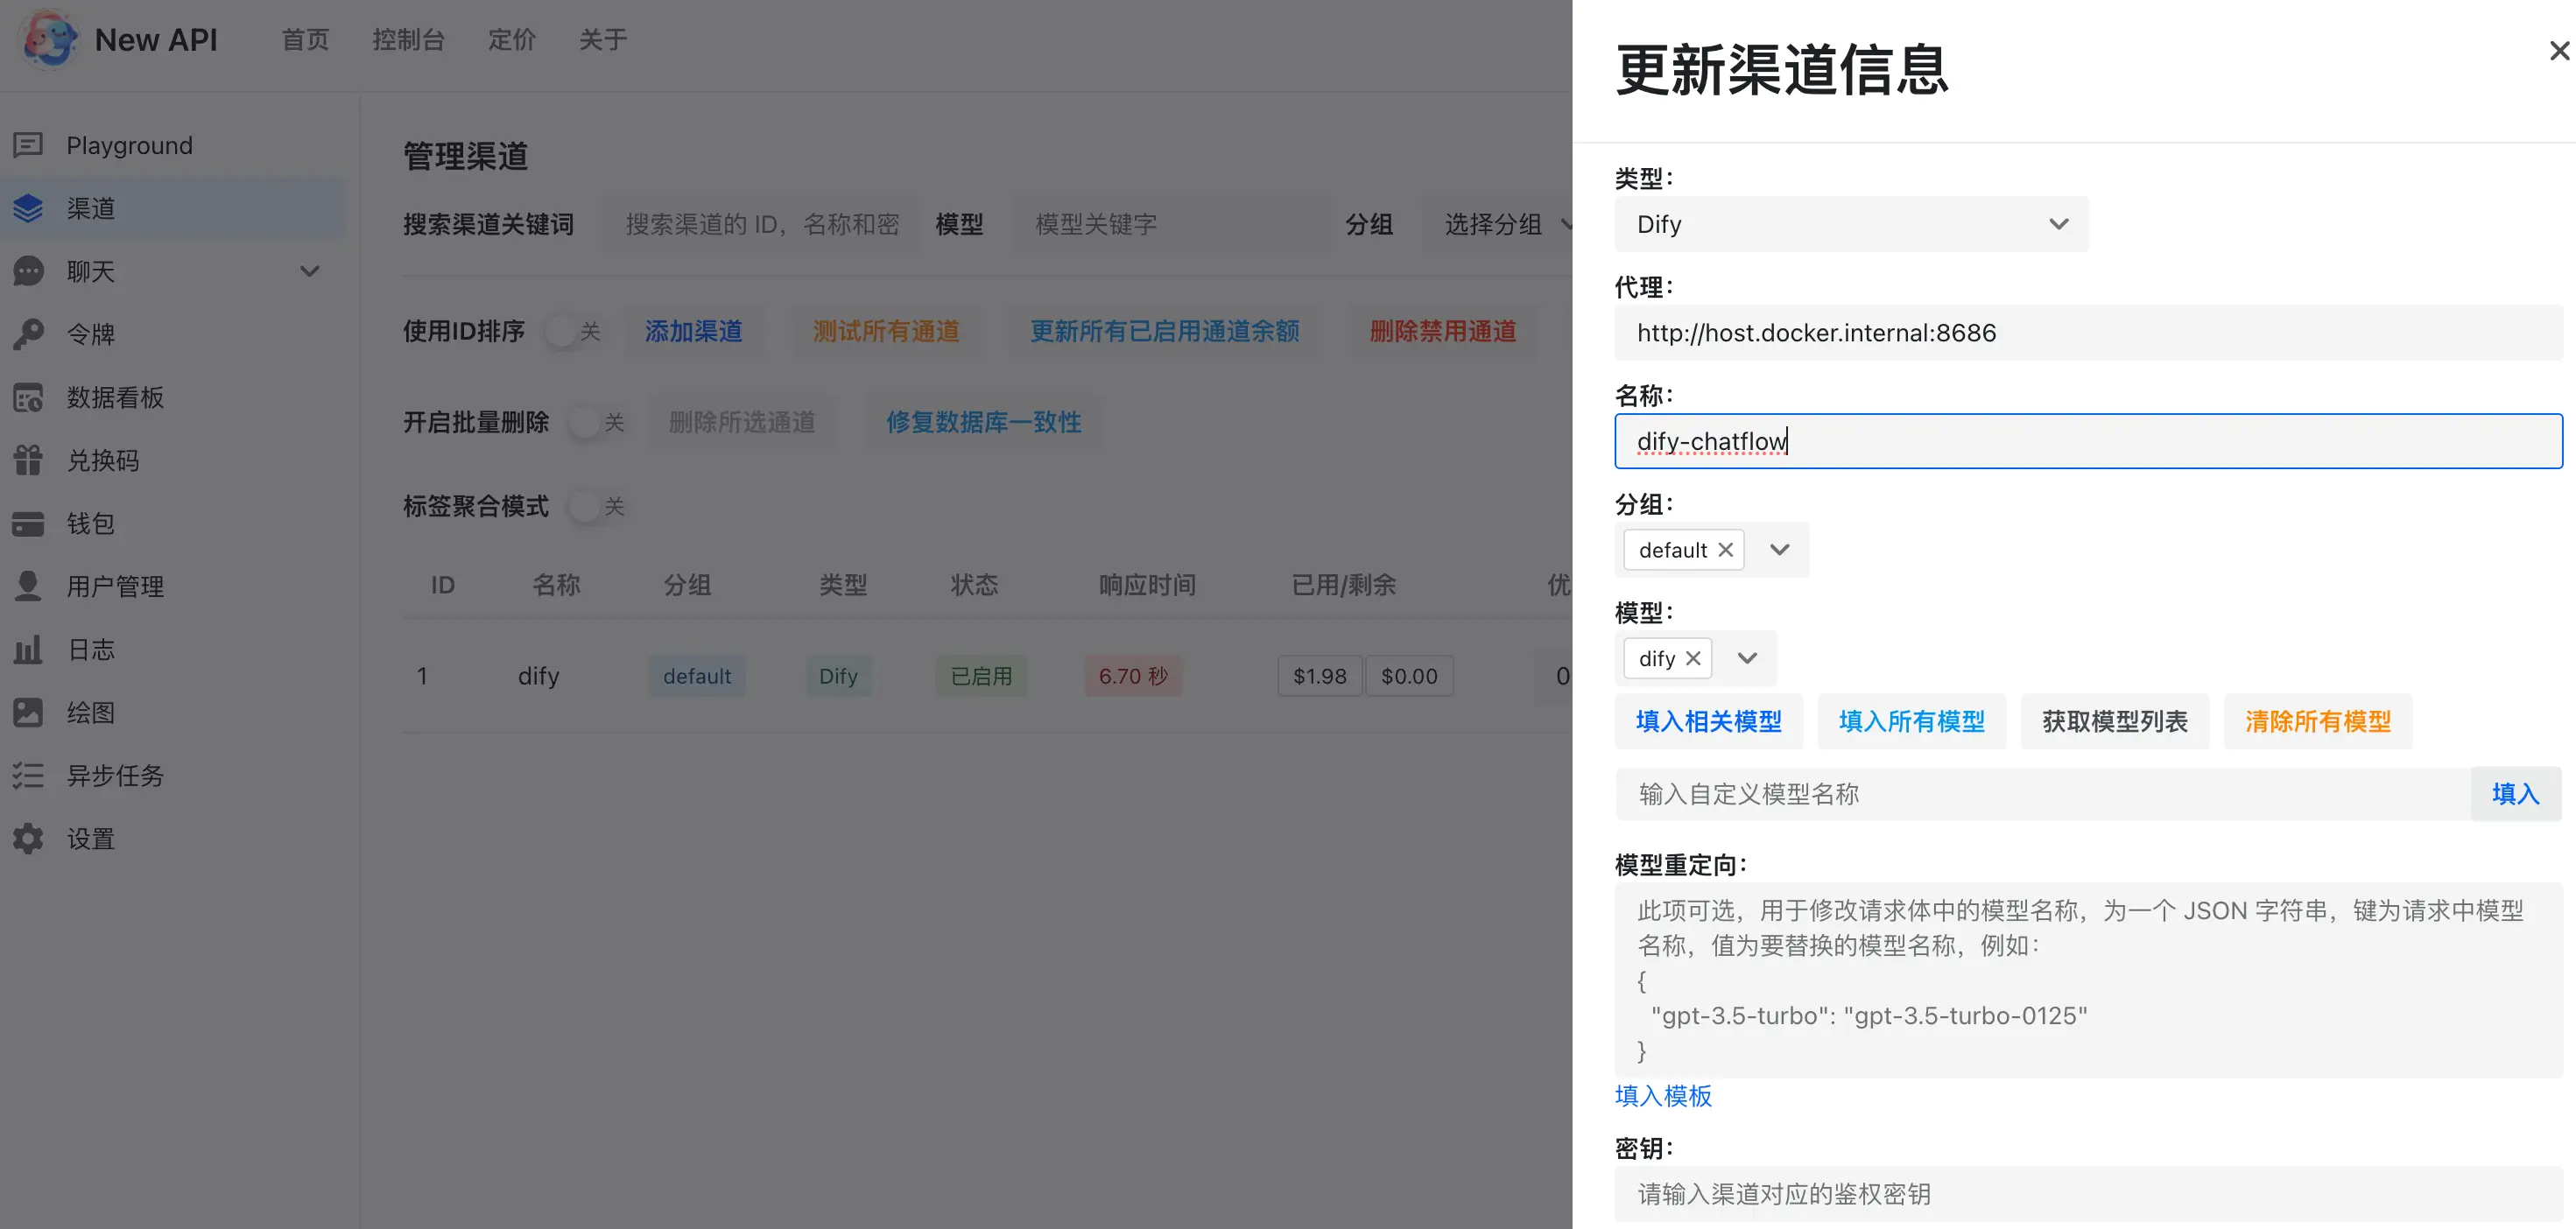 New API
首页
控制台
定价
关于
Playground
渠道
聊天
令牌
数据看板
兑换码
钱包
用户管理
日志
绘图
异步任务
设置
管理渠道
搜索渠道关键词
搜索渠道的 ID，名称和密
模型
模型关键字
分组
选择分组
使用ID排序
关
添加渠道
测试所有通道
更新所有已启用通道余额
删除禁用通道
开启批量删除
关
删除所选通道
修复数据库一致性
标签聚合模式
关
ID 名称 分组 类型 状态 响应时间 已用/剩余 优
1 dify default Dify 已启用 6.70 秒 $1.98 $0.00 0
更新渠道信息
类型：
Dify
代理：
http://host.docker.internal:8686
名称：
dify-chatflow
分组：
default
模型：
dify
填入相关模型
填入所有模型
获取模型列表
清除所有模型
输入自定义模型名称
填入
模型重定向：
此项可选，用于修改请求体中的模型名称，为一个 JSON 字符串，键为请求中模型
名称，值为要替换的模型名称，例如：
{
"gpt-3.5-turbo": "gpt-3.5-turbo-0125"
}
填入模板
密钥：
请输入渠道对应的鉴权密钥